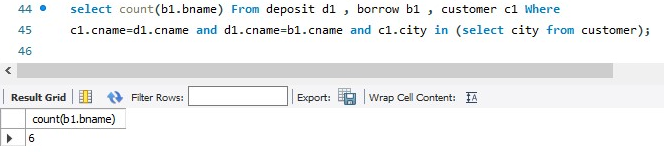 44 select count(b1.bname) From deposit d1 , borrow b1 , customer c1 Where
45 c1.cname=d1.cname and d1.cname=b1.cname and c1.city in (select city from customer);
46
Result Grid Filter Rows: Export: Wrap Cell Content: IA
count(b1.bname)
6